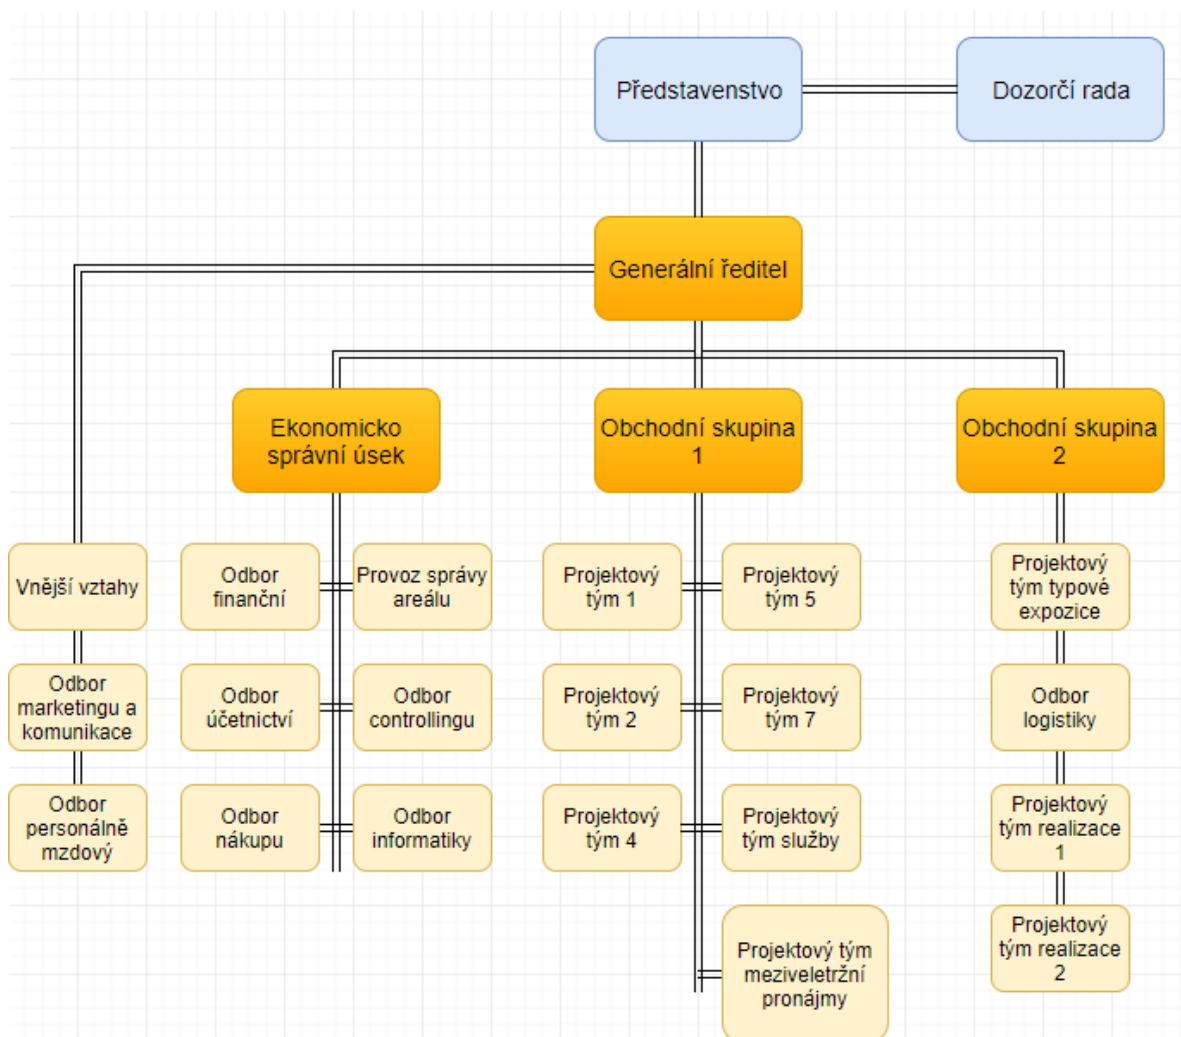 Představenstvo
Dozorčí rada
Generální ředitel
Ekonomicko
správní úsek
Obchodní skupina
1
Obchodní skupina
2
Vnější vztahy
Odbor
finanční
Provoz správy
areálu
Projektový
tým 1
Projektový
tým 5
Projektový
tým typové
expozice
Odbor
marketingu a
komunikace
Odbor
účetnictví
Odbor
controllingu
Projektový
tým 2
Projektový
tým 7
Odbor
logistiky
Odbor
personálně
mzdový
Odbor
nákupu
Odbor
informatiky
Projektový
tým 4
Projektový
tým služby
Projektový
tým realizace
1
Projektový tým
meziveletržní
pronájmy
Projektový
tým realizace
2